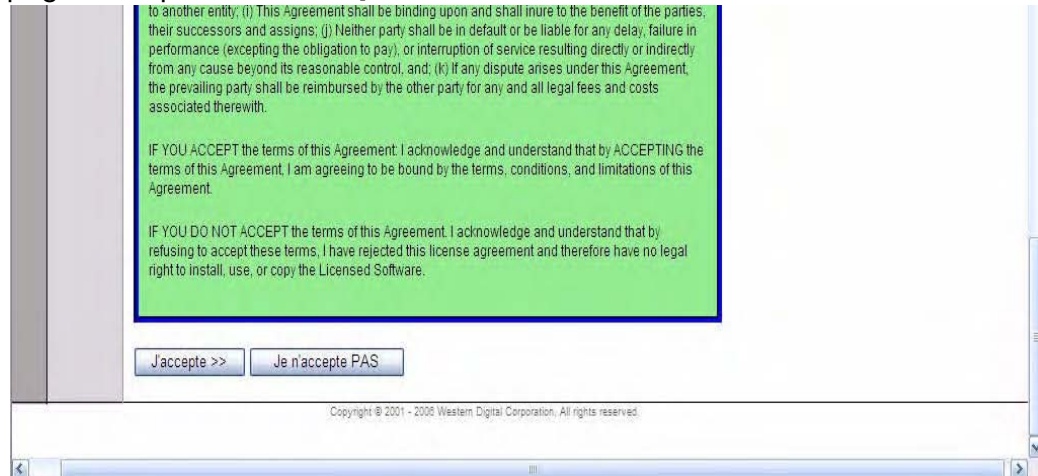 to another entity; (i) This Agreement shall be binding upon and shall inure to the benefit of the parties,
their successors and assigns; (j) Neither party shall be in default or be liable for any delay, failure in
performance (excepting the obligation to pay), or interruption of service resulting directly or indirectly
from any cause beyond its reasonable control, and; (k) If any dispute arises under this Agreement,
the prevailing party shall be reimbursed by the other party for any and all legal fees and costs
associated therewith.
IF YOU ACCEPT the terms of this Agreement: I acknowledge and understand that by ACCEPTING the
terms of this Agreement, I am agreeing to be bound by the terms, conditions, and limitations of this
Agreement.
IF YOU DO NOT ACCEPT the terms of this Agreement. I acknowledge and understand that by
refusing to accept these terms, I have rejected this license agreement and therefore have no legal
right to install, use, or copy the Licensed Software.
J'accepte >> Je n'accepte PAS
Copyright © 2001 - 2006 Western Digital Corporation, All rights reserved.